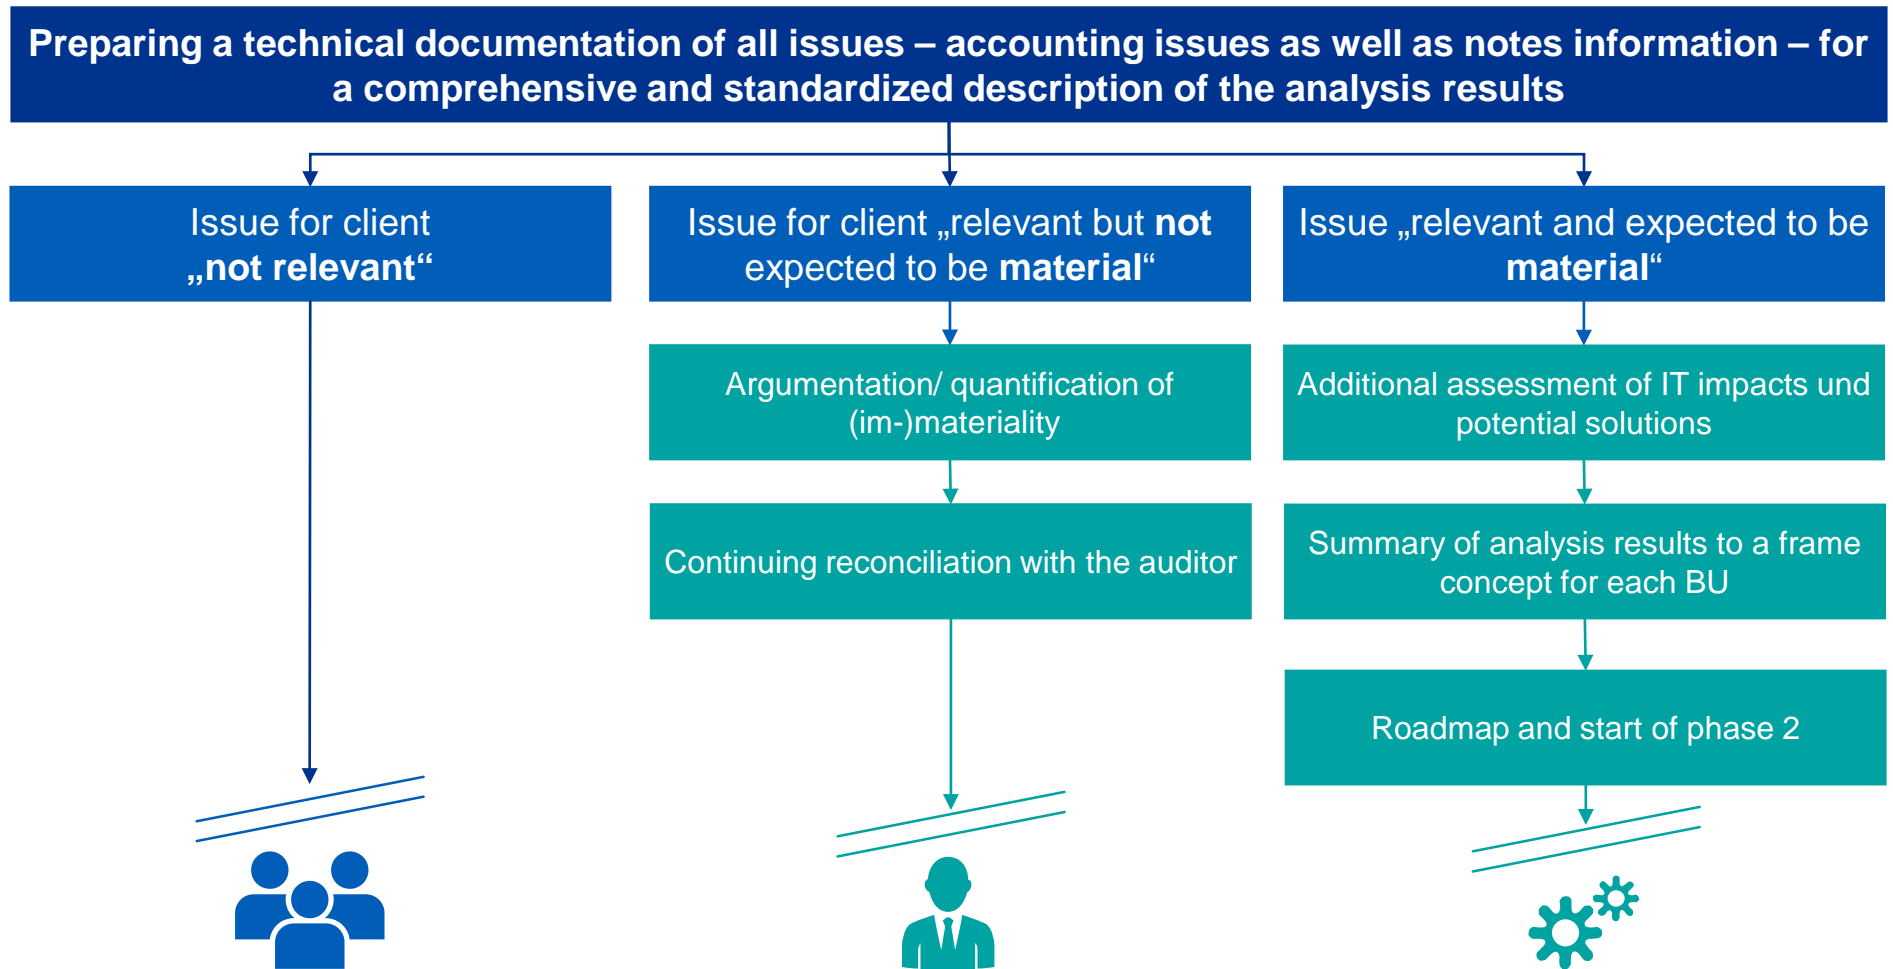 Preparing a technical documentation of all issues – accounting issues as well as notes information – for
a comprehensive and standardized description of the analysis results
Issue for client
„not relevant“
Issue for client „relevant but not
expected to be material“
Issue „relevant and expected to be
material“
Argumentation/ quantification of
(im-)materiality
Additional assessment of IT impacts und
potential solutions
Continuing reconciliation with the auditor
Summary of analysis results to a frame
concept for each BU
Roadmap and start of phase 2